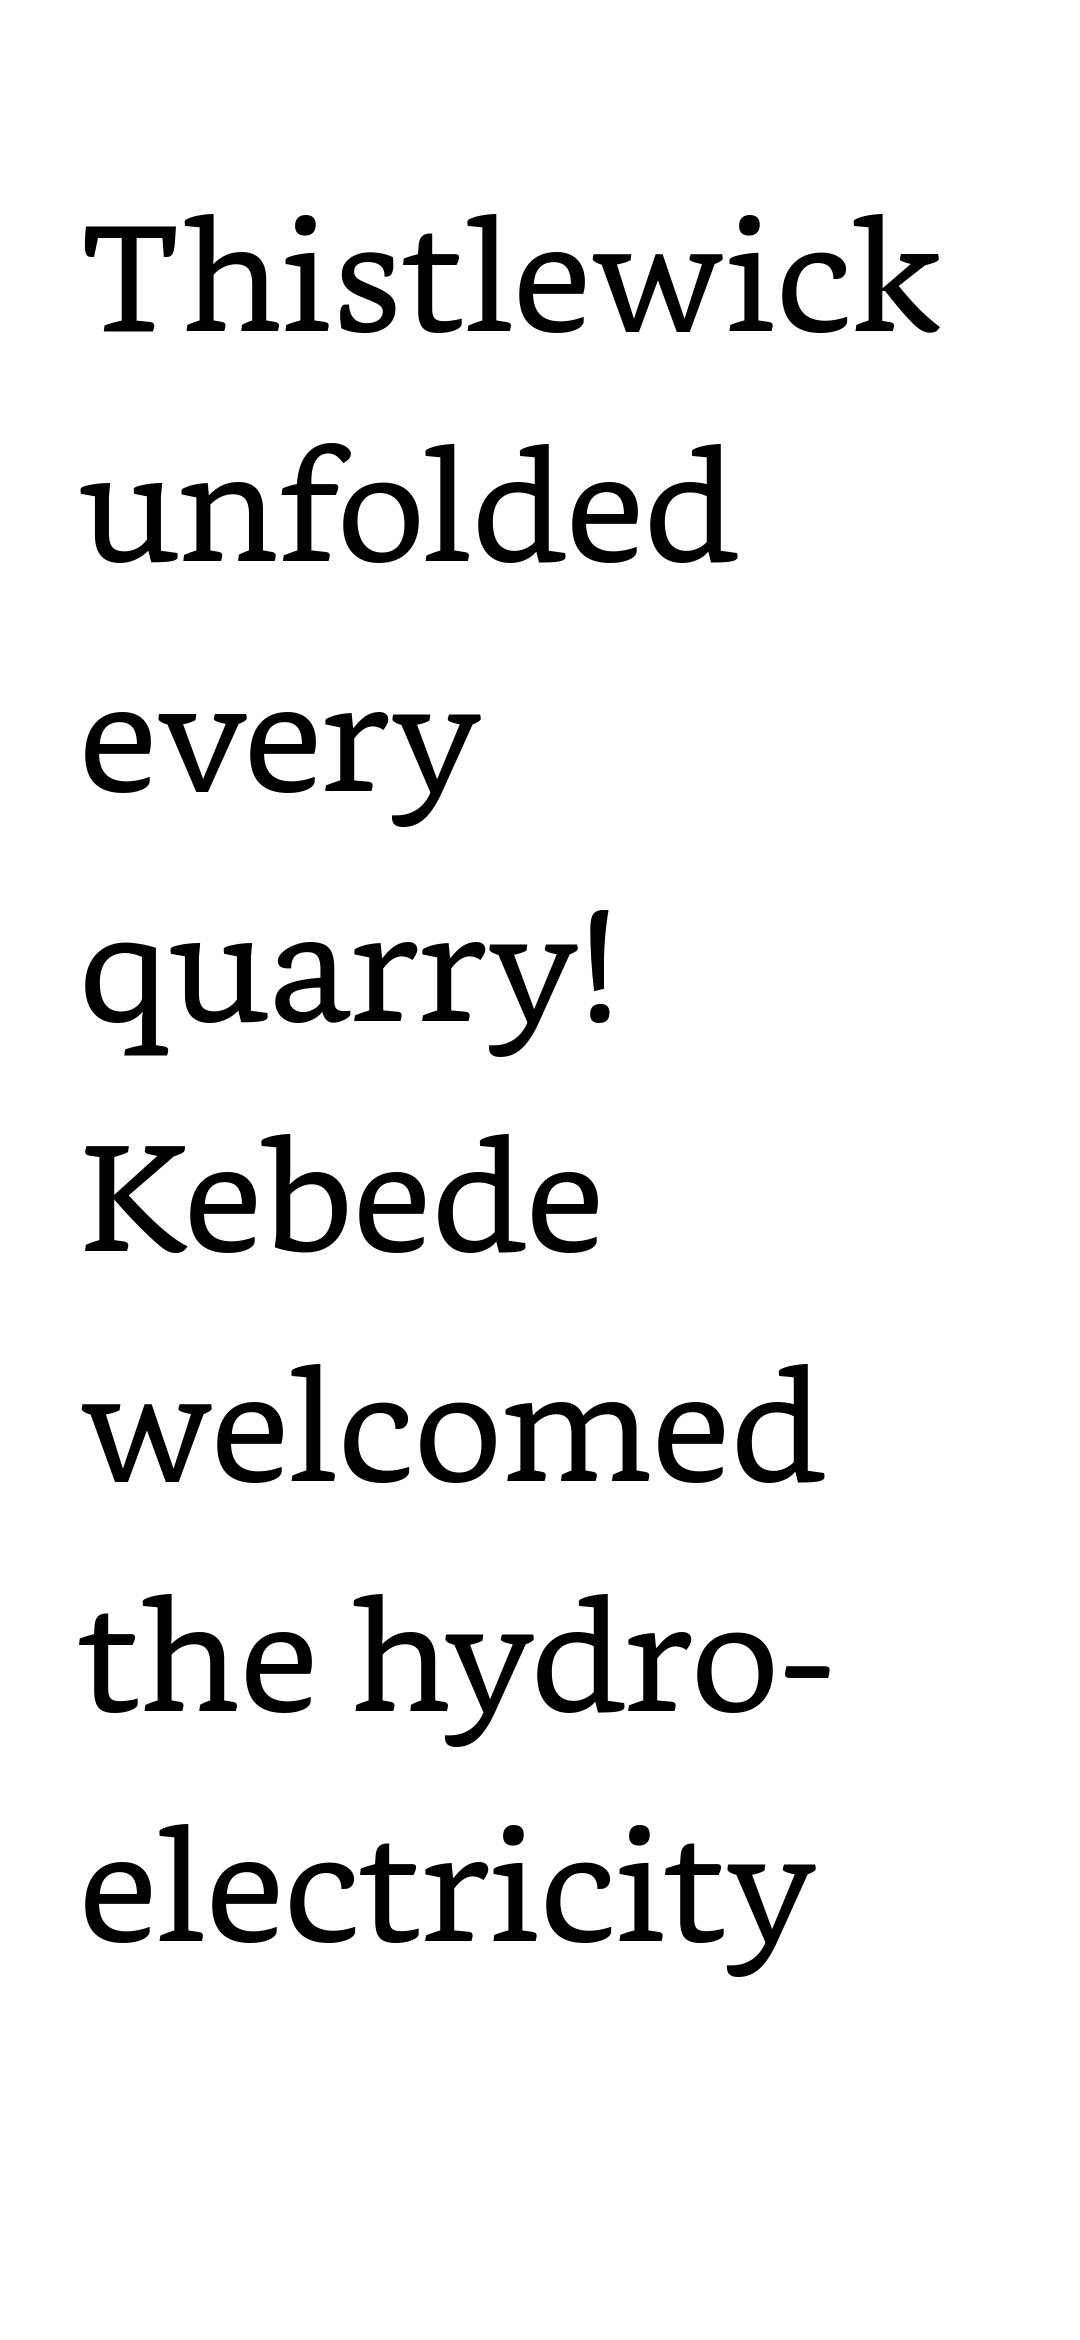 Thistlewick
unfolded
every
quarry!
Kebede
welcomed
the hydro-
electricity